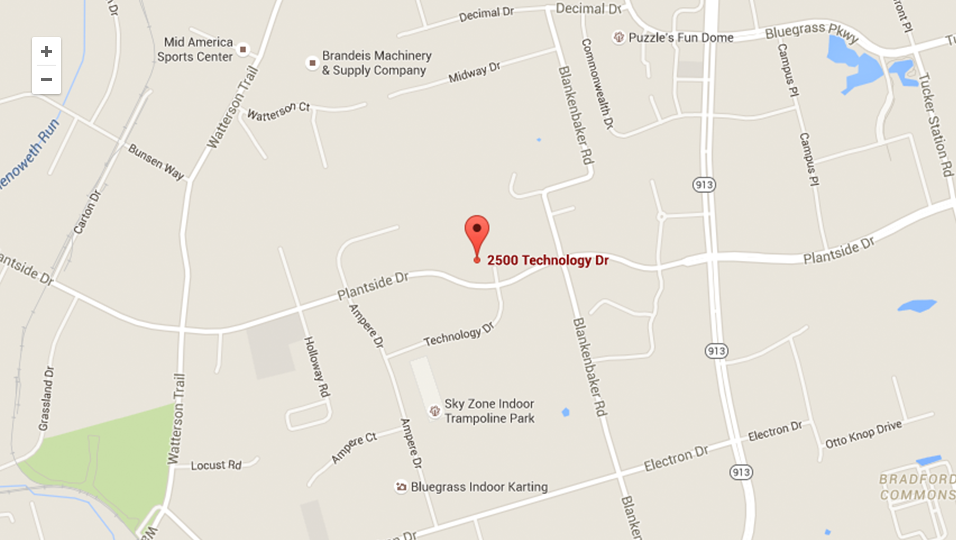 Decimal Dr
Decimal Dr
Mid America
Sports Center
Brandeis Machinery
& Supply Company
Puzzle's Fun Dome
Bluegrass Pkwy
Midway Dr
Watterson Trail
Watterson Ct
Blankenbaker Rd
Commonwealth Dr
Campus Pl
Campus Pl
Tucker Station Rd
Bunsen Way
Carton Dr
913
2500 Technology Dr
Plantside Dr
Plantside Dr
Ampere Dr
Technology Dr
Holloway Rd
913
Grassland Dr
Watterson Trail
Blankenbaker Rd
Sky Zone Indoor
Trampoline Park
Ampere Ct
Ampere Dr
Locust Rd
Electron Dr
Electron Dr
Otto Knop Drive
913
Bluegrass Indoor Karting
BRADFORD
COMMONS